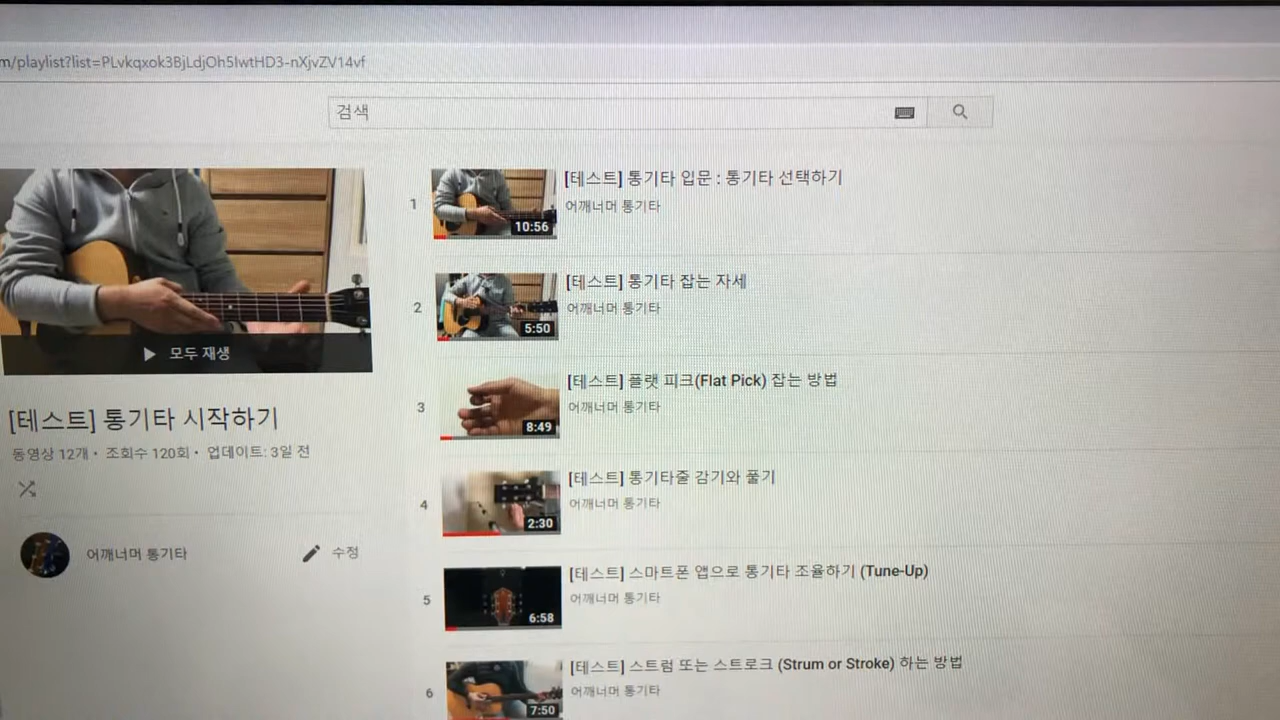 m/playlist?list=PLvkqxok3BjLdjOh5IwtHD3-nXjvZV14vf
검색
모두 재생
[테스트] 통기타 시작하기
동영상 12개 • 조회수 120회 • 업데이트: 3일 전
어깨너머 통기타
수정
1
10:56
[테스트] 통기타 입문 : 통기타 선택하기
어깨너머 통기타
2
5:50
[테스트] 통기타 잡는 자세
어깨너머 통기타
3
8:49
[테스트] 플랫 피크(Flat Pick) 잡는 방법
어깨너머 통기타
4
2:30
[테스트] 통기타줄 감기와 풀기
어깨너머 통기타
5
6:58
[테스트] 스마트폰 앱으로 통기타 조율하기 (Tune-Up)
어깨너머 통기타
6
7:50
[테스트] 스트럼 또는 스트로크 (Strum or Stroke) 하는 방법
어깨너머 통기타